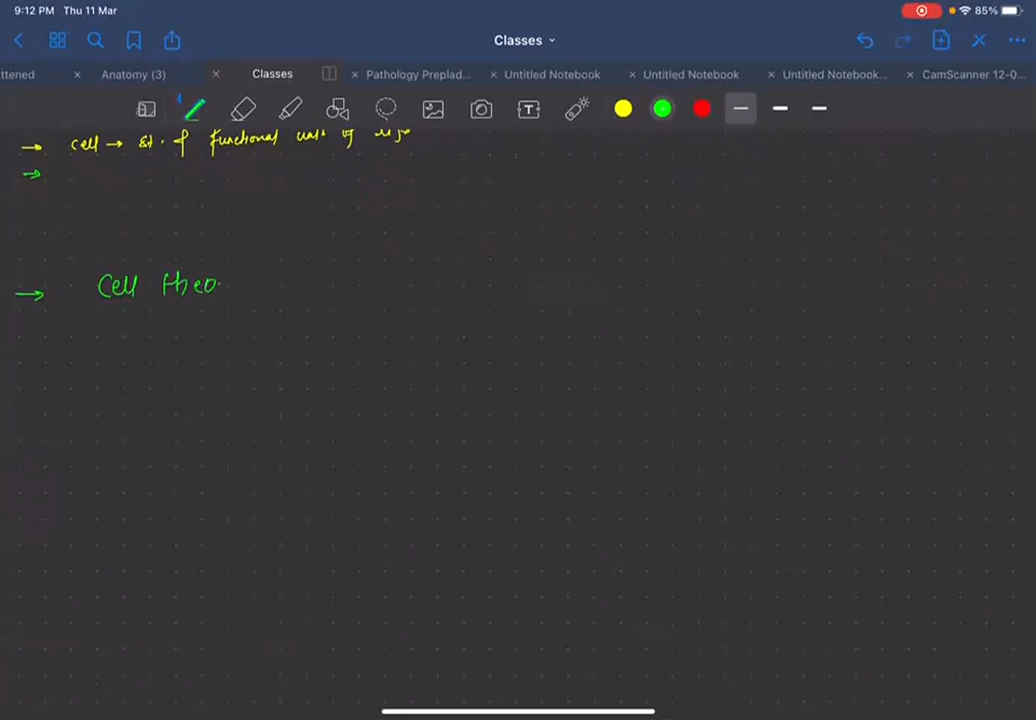 9:12 PM Thu 11 Mar
85%
Classes
ttened
Anatomy (3)
Classes
Pathology Preplad...
Untitled Notebook
Untitled Notebook
Untitled Notebook...
CamScanner 12-0
T
→ cell → st. & functional unit of
→
→ Cell theo